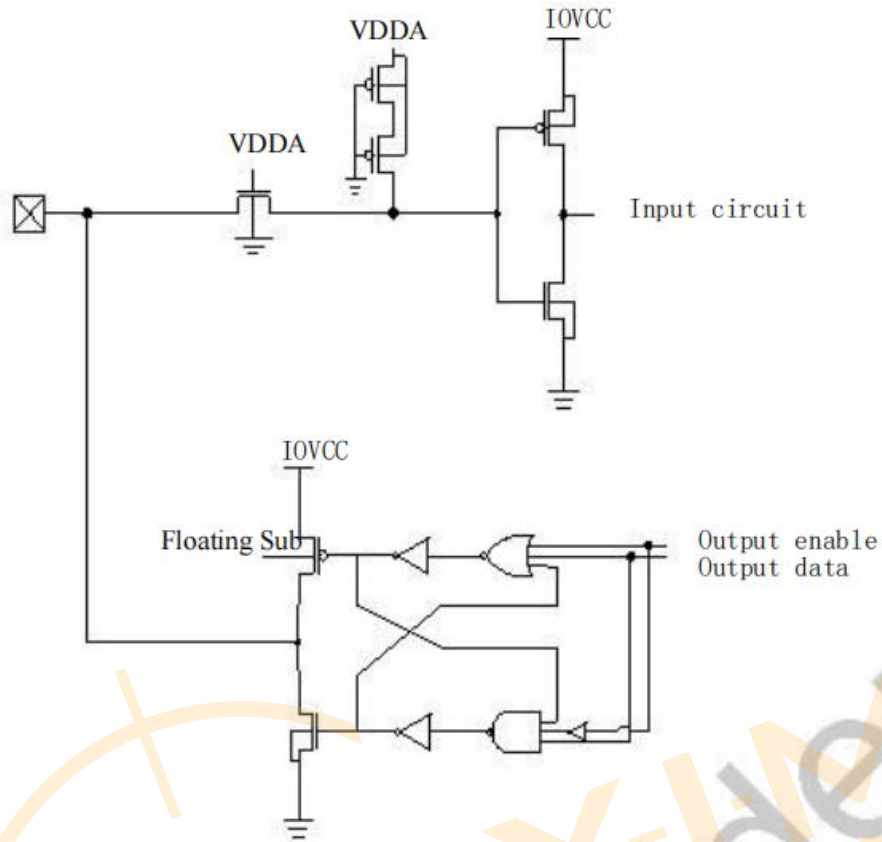 VDDA
IOVCC
VDDA
Input circuit
IOVCC
Floating Sub
Output enable
Output data